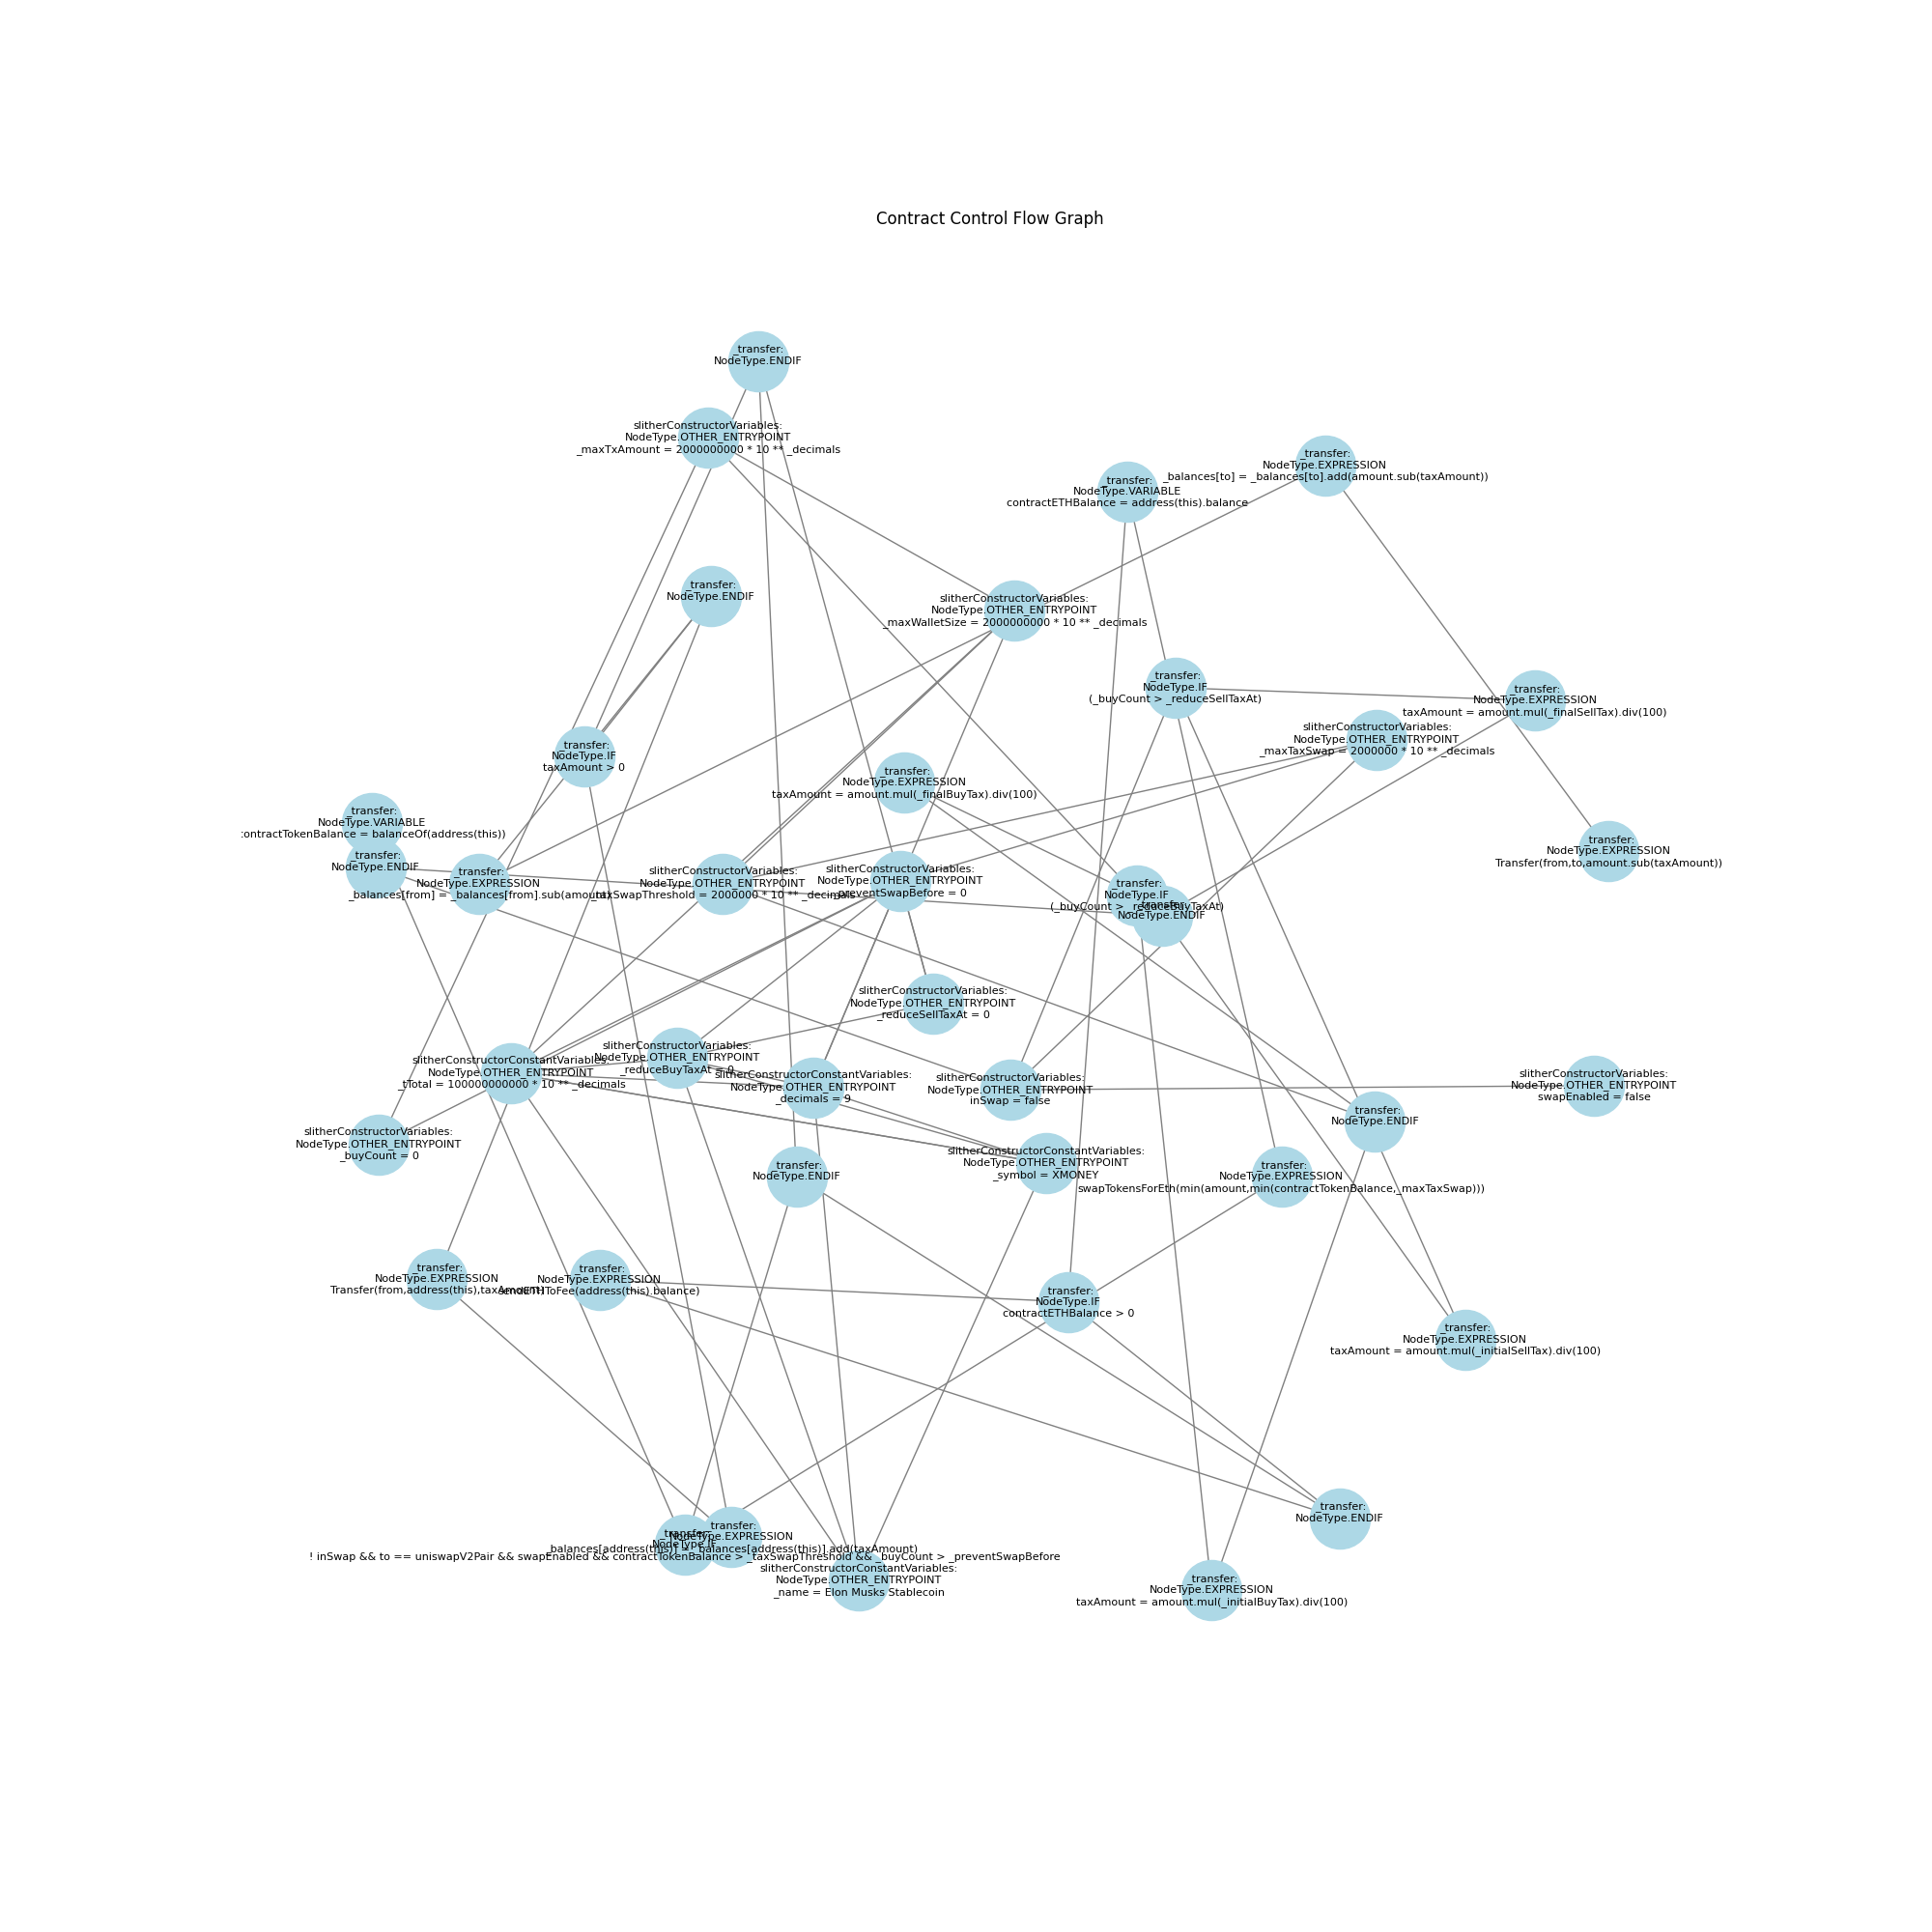 Contract Control Flow Graph
_transfer:
NodeType.ENDIF
slitherConstructorVariables:
NodeType.OTHER_ENTRYPOINT
_maxTxAmount = 2000000000 * 10 ** _decimals
_transfer:
NodeType.EXPRESSION
_balances[to] = _balances[to].add(amount.sub(taxAmount))
_transfer:
NodeType.VARIABLE
contractETHBalance = address(this).balance
_transfer:
NodeType.ENDIF
slitherConstructorVariables:
NodeType.OTHER_ENTRYPOINT
_maxWalletSize = 2000000000 * 10 ** _decimals
_transfer:
NodeType.IF
(_buyCount > _reduceSellTaxAt)
_transfer:
NodeType.EXPRESSION
taxAmount = amount.mul(_finalSellTax).div(100)
slitherConstructorVariables:
NodeType.OTHER_ENTRYPOINT
_maxTaxSwap = 2000000 * 10 ** _decimals
_transfer:
NodeType.IF
taxAmount > 0
_transfer:
NodeType.EXPRESSION
taxAmount = amount.mul(_finalBuyTax).div(100)
_transfer:
NodeType.VARIABLE
contractTokenBalance = balanceOf(address(this))
_transfer:
NodeType.ENDIF
_transfer:
NodeType.EXPRESSION
_balances[from] = _balances[from].sub(amount)
slitherConstructorVariables:
NodeType.OTHER_ENTRYPOINT
_taxSwapThreshold = 2000000 * 10 ** _decimals
slitherConstructorVariables:
NodeType.OTHER_ENTRYPOINT
_preventSwapBefore = 0
_transfer:
NodeType.IF
(_buyCount > _reduceBuyTaxAt)
_transfer:
NodeType.ENDIF
_transfer:
NodeType.EXPRESSION
Transfer(from,to,amount.sub(taxAmount))
slitherConstructorVariables:
NodeType.OTHER_ENTRYPOINT
_reduceSellTaxAt = 0
slitherConstructorConstantVariables:
NodeType.OTHER_ENTRYPOINT
_tTotal = 100000000000 * 10 ** _decimals
slitherConstructorVariables:
NodeType.OTHER_ENTRYPOINT
_reduceBuyTaxAt = 0
slitherConstructorConstantVariables:
NodeType.OTHER_ENTRYPOINT
_decimals = 9
slitherConstructorVariables:
NodeType.OTHER_ENTRYPOINT
inSwap = false
slitherConstructorVariables:
NodeType.OTHER_ENTRYPOINT
swapEnabled = false
_transfer:
NodeType.ENDIF
slitherConstructorVariables:
NodeType.OTHER_ENTRYPOINT
_buyCount = 0
_transfer:
NodeType.ENDIF
slitherConstructorConstantVariables:
NodeType.OTHER_ENTRYPOINT
_symbol = XMONEY
_transfer:
NodeType.EXPRESSION
swapTokensForEth(min(amount,min(contractTokenBalance,_maxTaxSwap)))
_transfer:
NodeType.EXPRESSION
Transfer(from,address(this),taxAmount)
_transfer:
NodeType.EXPRESSION
sendETHToFee(address(this).balance)
_transfer:
NodeType.IF
contractETHBalance > 0
_transfer:
NodeType.EXPRESSION
taxAmount = amount.mul(_initialSellTax).div(100)
_transfer:
NodeType.ENDIF
_transfer:
NodeType.EXPRESSION
_balances[address(this)] = _balances[address(this)].add(taxAmount)
_transfer:
NodeType.IF
! inSwap && to == uniswapV2Pair && swapEnabled && contractTokenBalance > _taxSwapThreshold && _buyCount > _preventSwapBefore
slitherConstructorConstantVariables:
NodeType.OTHER_ENTRYPOINT
_name = Elon Musks Stablecoin
_transfer:
NodeType.EXPRESSION
taxAmount = amount.mul(_initialBuyTax).div(100)